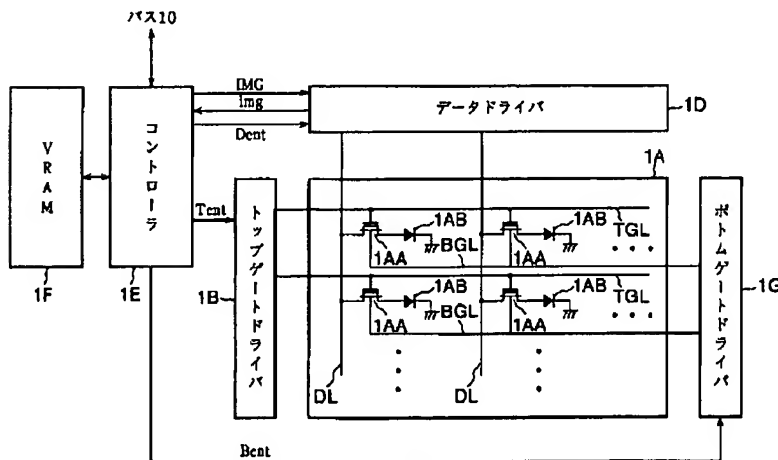 バス10
IMG
Img
Dent
データドライバ
1D
VRAM
1F
コントローラ
1E
Tcnt
トップゲートドライバ
1B
1A
1AB
1AB
TGL
1AA
BGL
1AA
1AB
1AB
TGL
1AA
BGL
1AA
DL
DL
ボトムゲートドライバ
1G
Bent